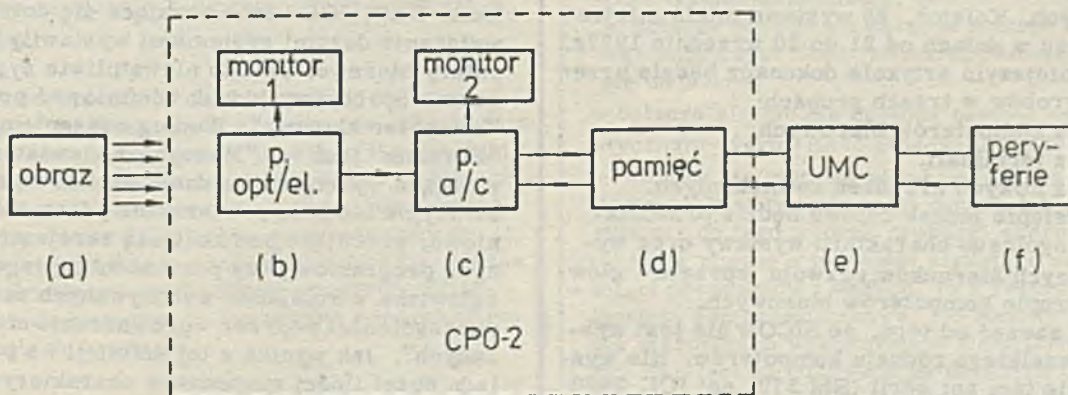 monitor
1
monitor
2
obraz
p.
opt/el.
p.
a/c
pamięć
UMC
pery-
ferie
(a)
(b)
(c)
(d)
(e)
(f)
CPO-2